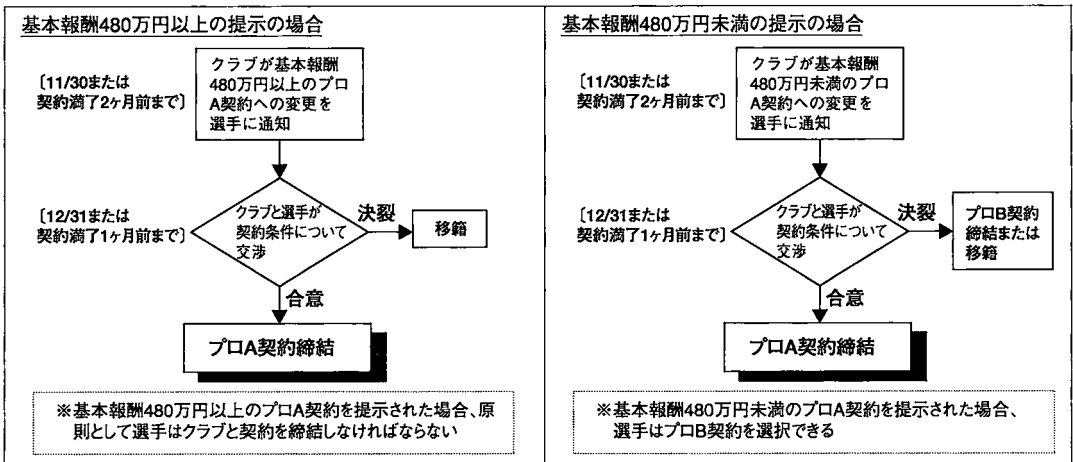 基本報酬480万円以上の提示の場合
〔11/30または
契約満了2ヶ月前まで〕
クラブが基本報酬
480万円以上のプロ
A契約への変更を
選手に通知
〔12/31または
契約満了1ヶ月前まで〕
クラブと選手が
契約条件について
交渉
決裂
移籍
合意
プロA契約締結
※基本報酬480万円以上のプロA契約を提示された場合、原
則として選手はクラブと契約を締結しなければならない
基本報酬480万円未満の提示の場合
〔11/30または
契約満了2ヶ月前まで〕
クラブが基本報酬
480万円未満のプロ
A契約への変更を
選手に通知
〔12/31または
契約満了1ヶ月前まで〕
クラブと選手が
契約条件について
交渉
決裂
プロB契約
締結または
移籍
合意
プロA契約締結
※基本報酬480万円未満のプロA契約を提示された場合、
選手はプロB契約を選択できる